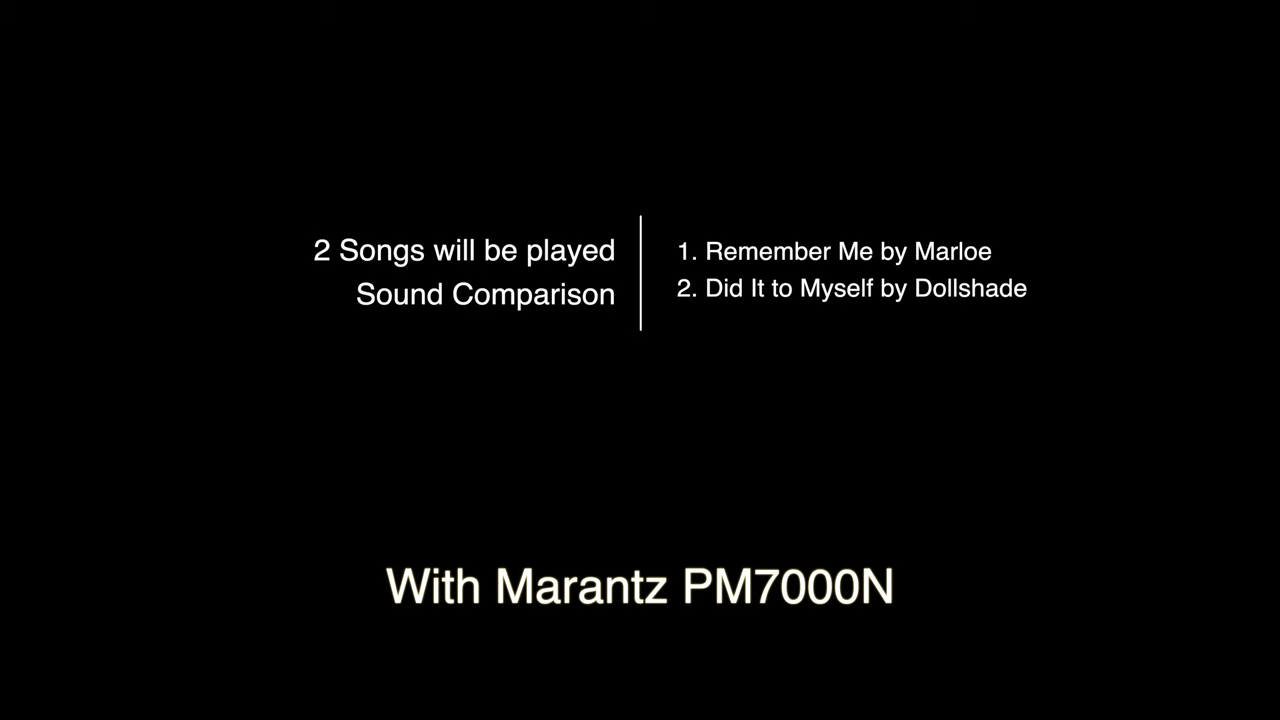 2 Songs will be played
Sound Comparison
1. Remember Me by Marloe
2. Did It to Myself by Dollshade
With Marantz PM7000N